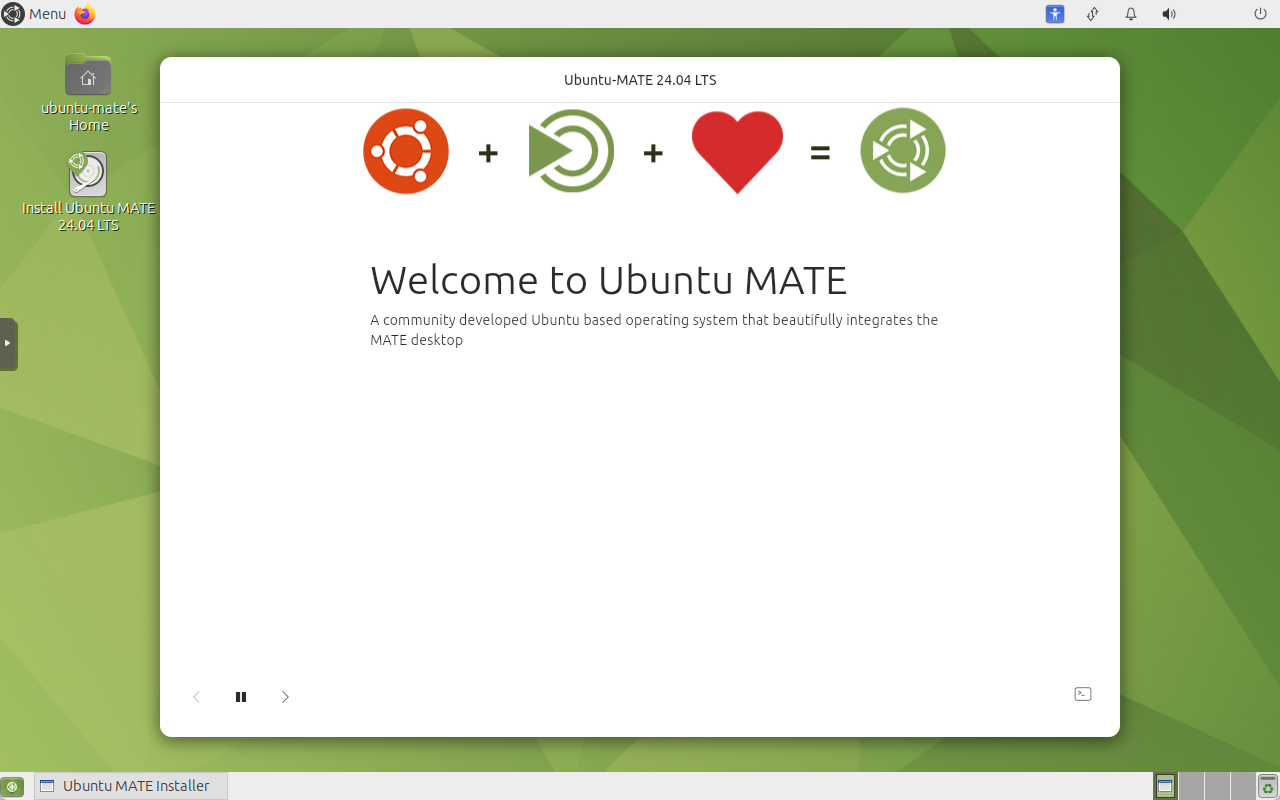 Menu
Ubuntu-MATE 24.04 LTS
ubuntu-mate's
Home
Install Ubuntu MATE
24.04 LTS
+ + =
Welcome to Ubuntu MATE
A community developed Ubuntu based operating system that beautifully integrates the
MATE desktop
Ubuntu MATE Installer